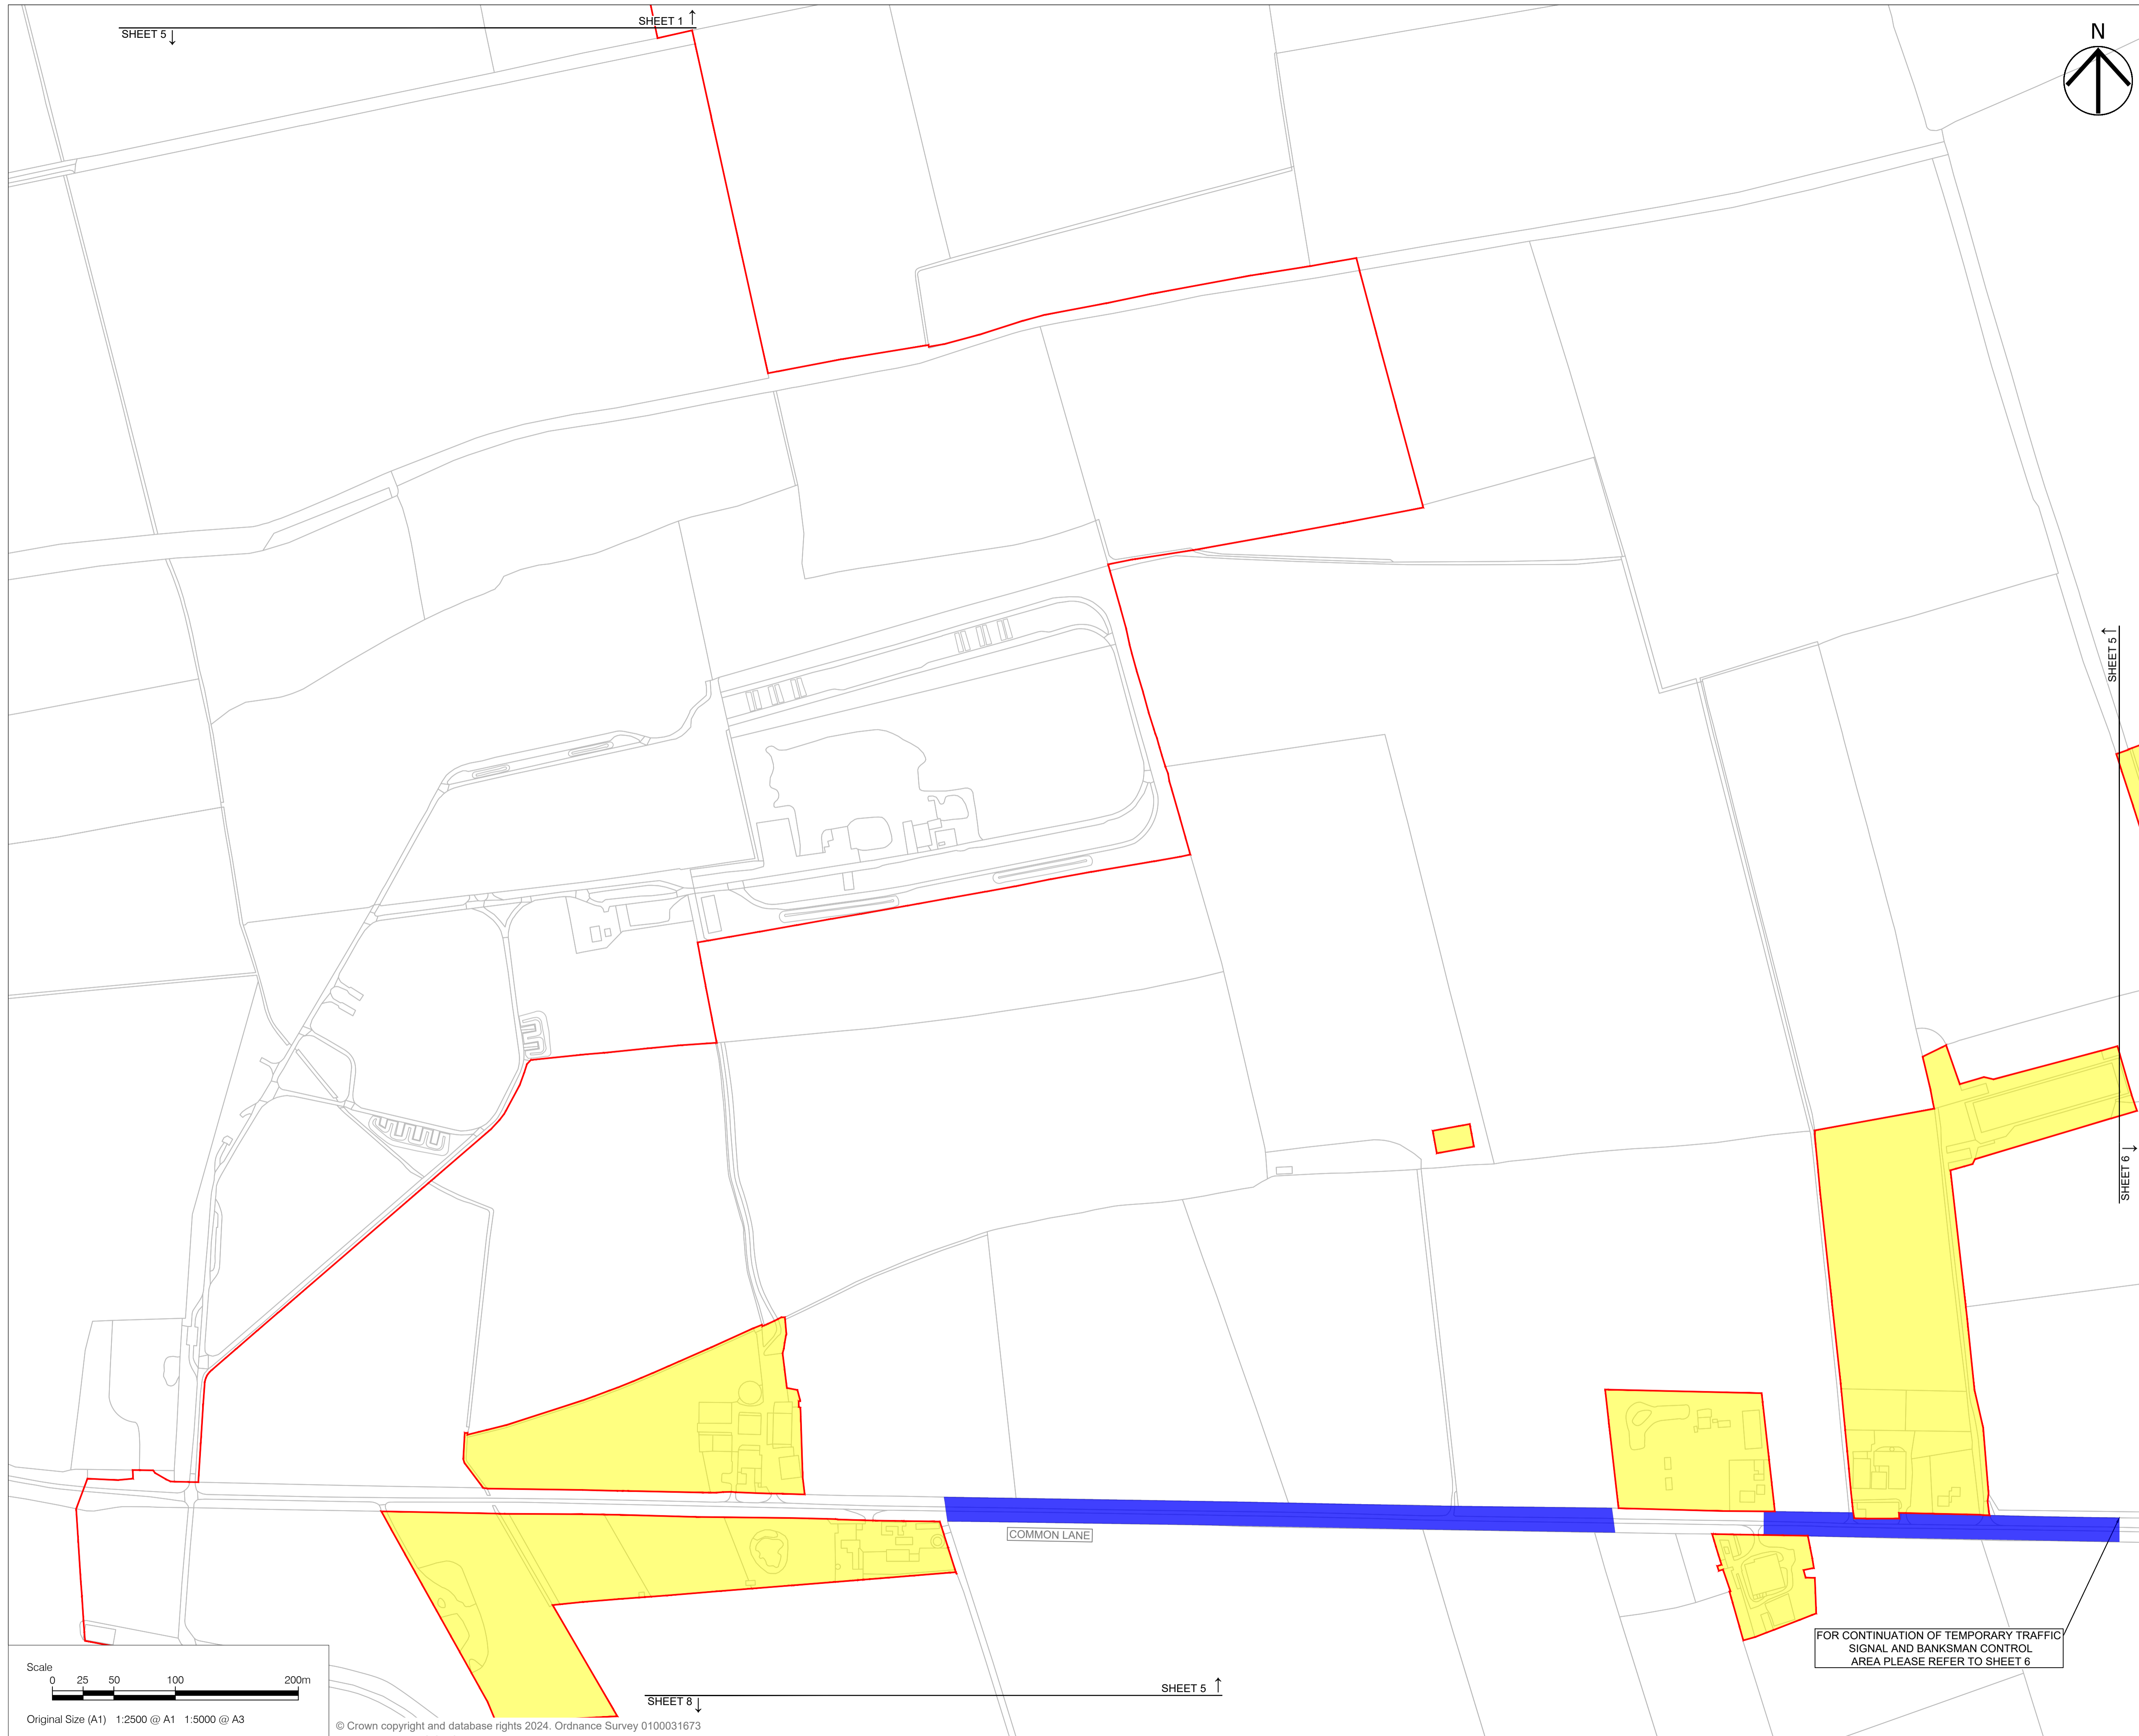 SHEET 1 ↑
SHEET 5 ↓
N
SHEET 5 ↑
SHEET 6 ↓
COMMON LANE
FOR CONTINUATION OF TEMPORARY TRAFFIC
SIGNAL AND BANKSMAN CONTROL
AREA PLEASE REFER TO SHEET 6
SHEET 5 ↑
SHEET 8 ↓
Scale
0 25 50 100 200m
Original Size (A1) 1:2500 @ A1 1:5000 @ A3
© Crown copyright and database rights 2024. Ordnance Survey 0100031673